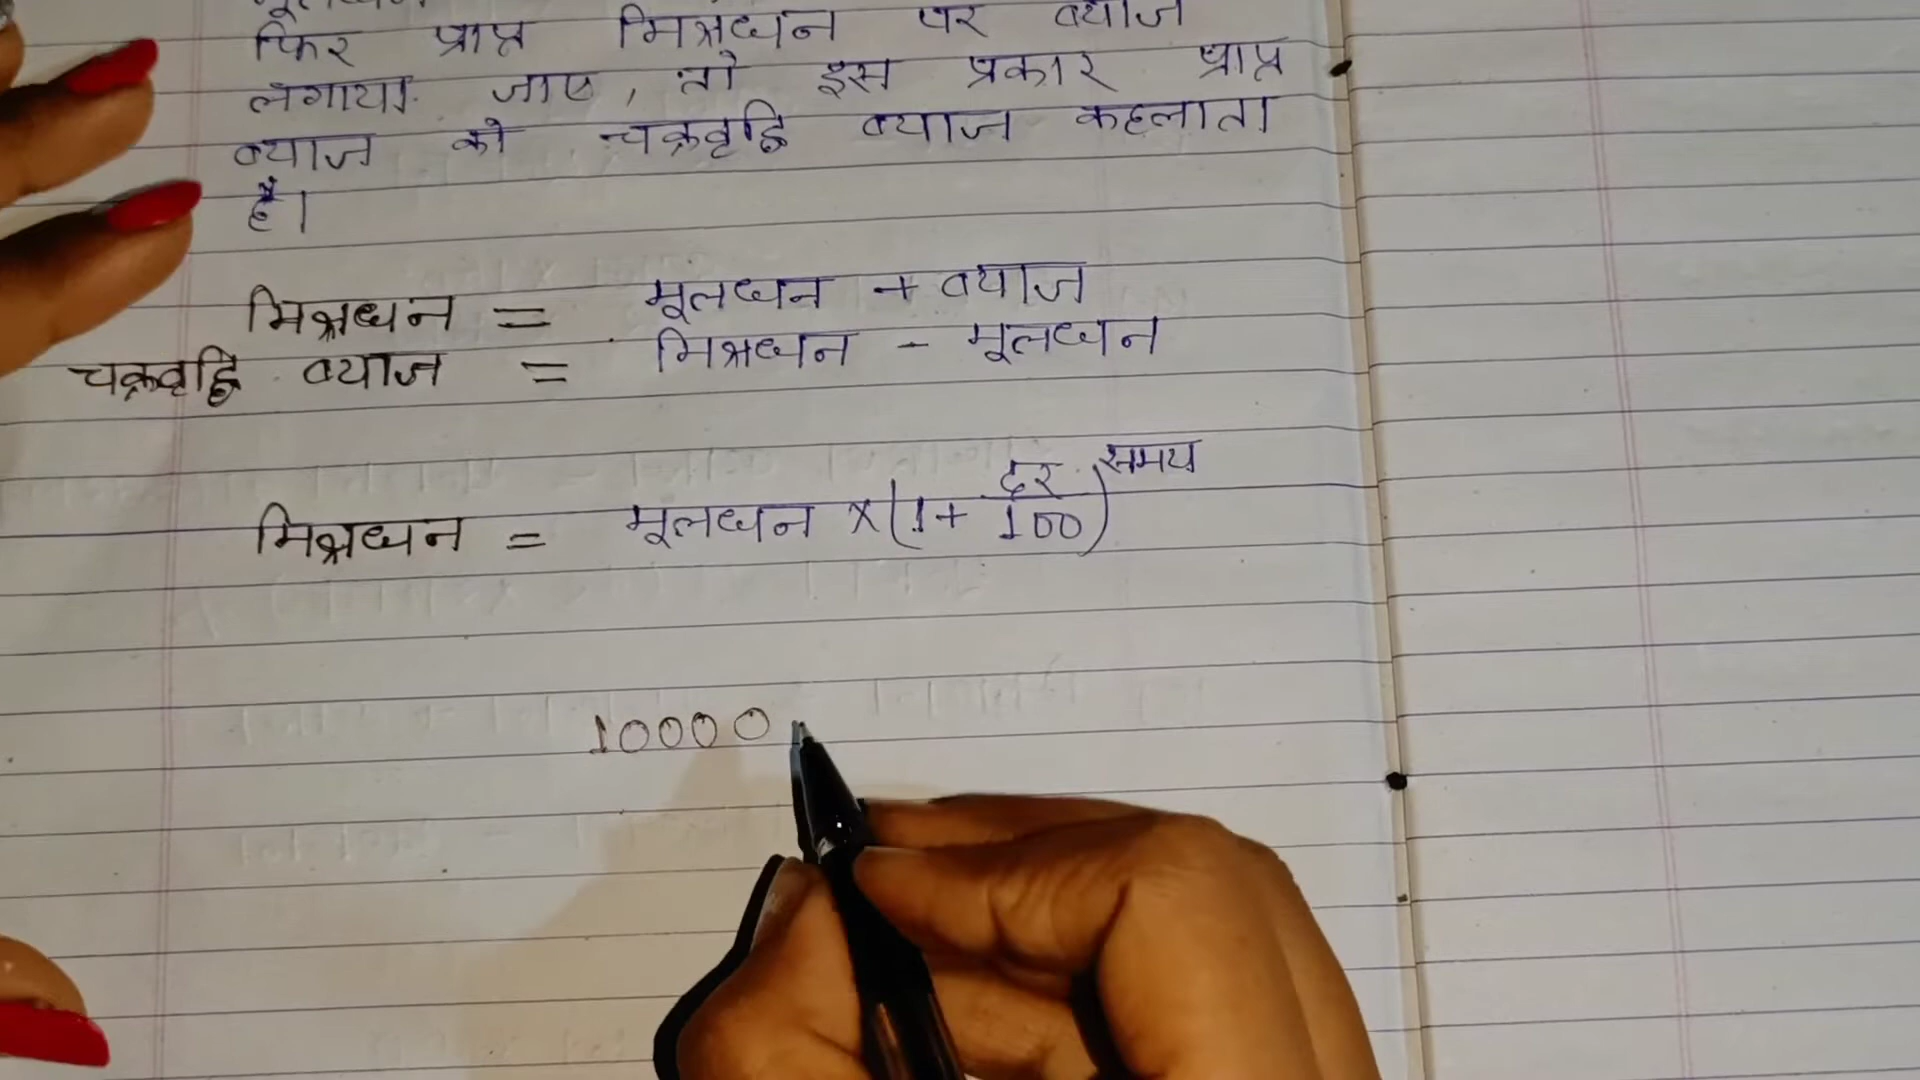 फिर प्राप्त मिश्रधन पर ब्याज
लगाया जाए, तो इस प्रकार प्राप्त
ब्याज को चक्रवृद्धि ब्याज कहलाता
है।
मिश्रधन = मूलधन + ब्याज
चक्रवृद्धि ब्याज = मिश्रधन - मूलधन
मिश्रधन = मूलधन × (1 + दर/100)^समय
10000